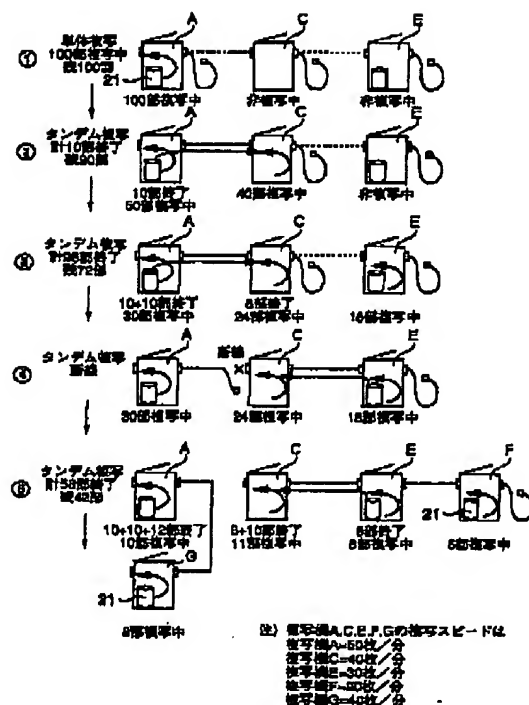 A C E
① 単体複写
100部複写中
残100部
21
100部複写中 非複写中 非複写中
A C E
② タンデム複写
計10部終了
残90部
10部終了
50部複写中 40部複写中 非複写中
A C E
③ タンデム複写
残72部
10+10部終了 8部終了
30部複写中 24部複写中 18部複写中
A 断線 C E
④ タンデム複写
断線
30部複写中 24部複写中 18部複写中
A C E F
⑤ タンデム複写
計58部終了
残42部
21
10+10+12部終了 8+10部終了 部終了
10部複写中 11部複写中 部複写中 5部複写中
G
21
部複写中
注) 複写機A,C,E,F,Gの複写スピードは
複写機A=50枚/分
複写機C=40枚/分
複写機E=30枚/分
複写機F= 枚/分
複写機G=40枚/分